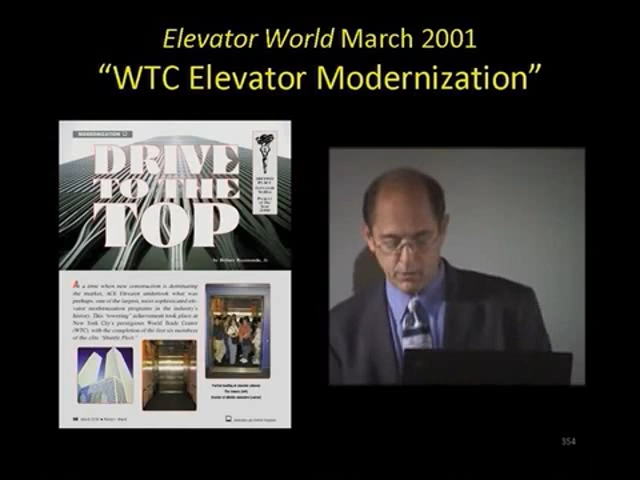 Elevator World March 2001
“WTC Elevator Modernization”
MODERNIZATION
DRIVE
TO THE
TOP
At a time when new construction is dominating
the market, ACE Elevator undertook what was
perhaps, one of the largest, most sophisticated ele-
vator modernization programs in the industry's
history. This "towering" achievement took place at
New York City's prestigious World Trade Center
(WTC), with the completion of the first six members
of the elite "Shuttle Fleet."
354